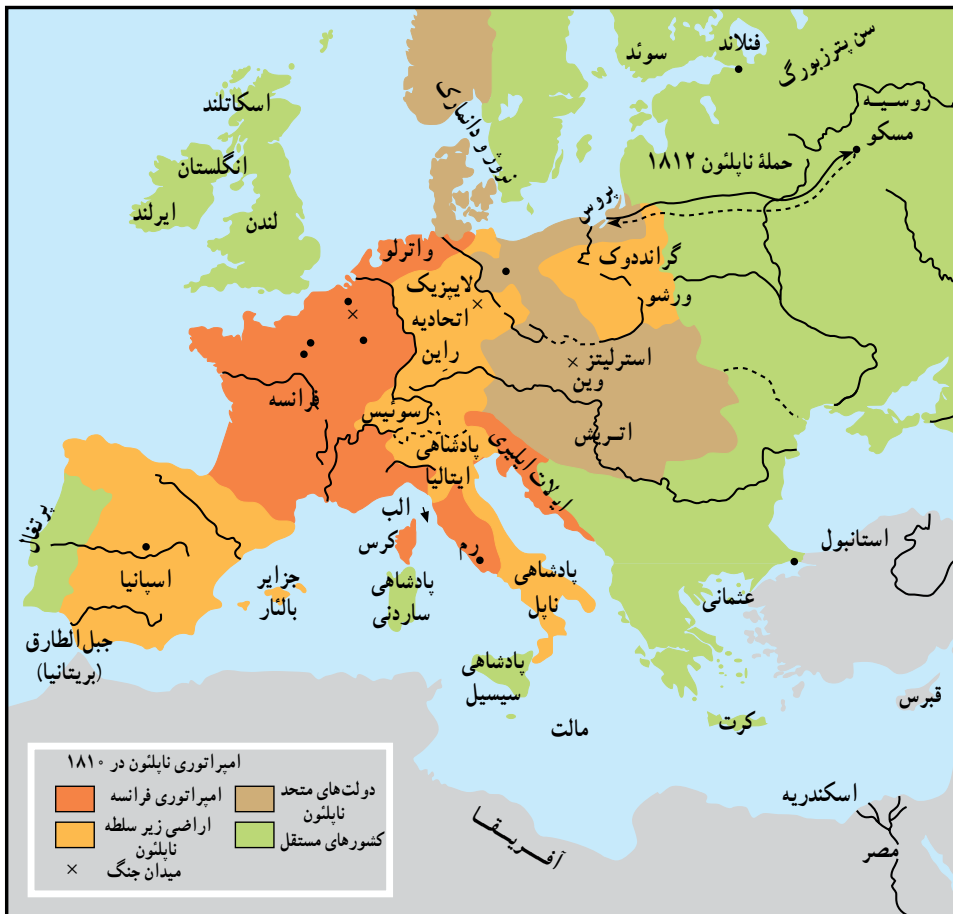 سن پترزبورگ
فنلاند
سوئد
روسیه
مسکو
حملهٔ ناپلئون ۱۸۱۲
اسکاتلند
انگلستان
ایرلند
لندن
نروژ و دانمارک
پروس
گرانددوک
ورشو
واترلو
لایپزیک
اتحادیه
راین
استرلیتز
وین
اتریش
فرانسه
سوئیس
پادشاهی
ایتالیا
ایلات ایلیری
الب
کرس
رم
پادشاهی
ساردنی
پادشاهی
ناپل
پرتغال
اسپانیا
جزایر
بالئار
جبل‌الطارق
(بریتانیا)
پادشاهی
سیسیل
مالت
استانبول
عثمانی
کرت
قبرس
اسکندریه
مصر
آفریقا
امپراتوری ناپلئون در ۱۸۱۰
امپراتوری فرانسه
دولت‌های متحد
ناپلئون
اراضی زیر سلطه
ناپلئون
کشورهای مستقل
میدان جنگ